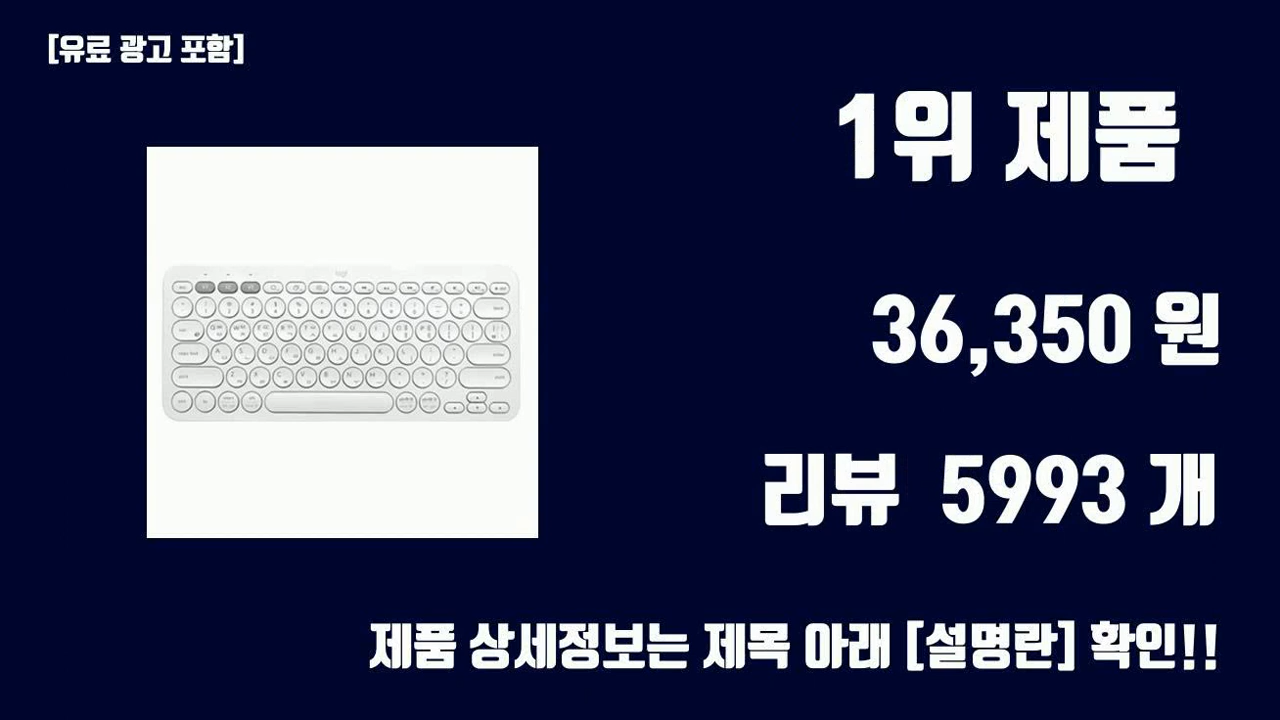 [유료 광고 포함]
1위 제품
36,350 원
리뷰 5993 개
제품 상세정보는 제목 아래 [설명란] 확인!!